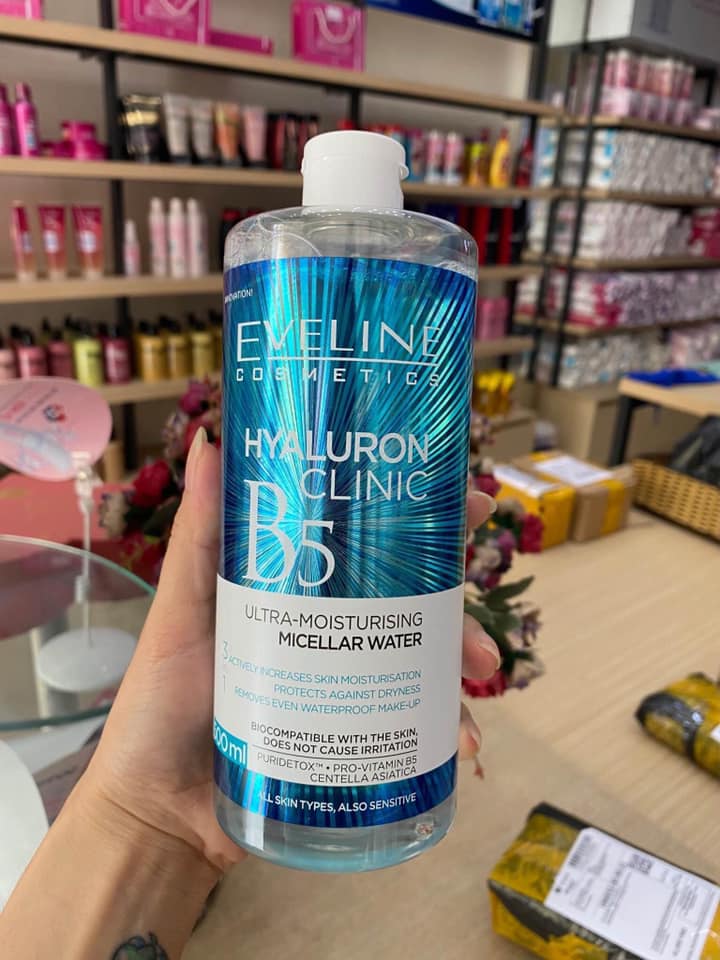 INNOVATION!
EVELINE
COSMETICS
HYALURON
CLINIC
B5
ULTRA-MOISTURISING
MICELLAR WATER
3
ACTIVELY INCREASES SKIN MOISTURISATION
PROTECTS AGAINST DRYNESS
1
REMOVES EVEN WATERPROOF MAKE-UP
BIOCOMPATIBLE WITH THE SKIN,
DOES NOT CAUSE IRRITATION
500ml
PURIDETOX™ • PRO-VITAMIN B5
CENTELLA ASIATICA
ALL SKIN TYPES, ALSO SENSITIVE